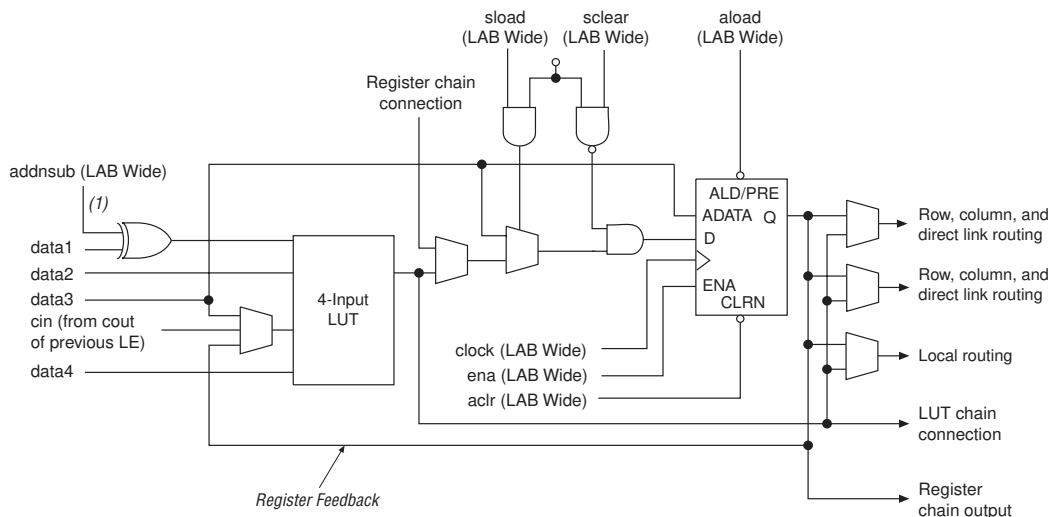 sload
(LAB Wide)
sclear
(LAB Wide)
aload
(LAB Wide)
Register chain
connection
addnsub (LAB Wide)
(1)
data1
data2
data3
cin (from cout
of previous LE)
data4
4-Input
LUT
ALD/PRE
ADATA
Q
D
ENA
CLRN
clock (LAB Wide)
ena (LAB Wide)
aclr (LAB Wide)
Row, column, and
direct link routing
Row, column, and
direct link routing
Local routing
LUT chain
connection
Register
chain output
Register Feedback